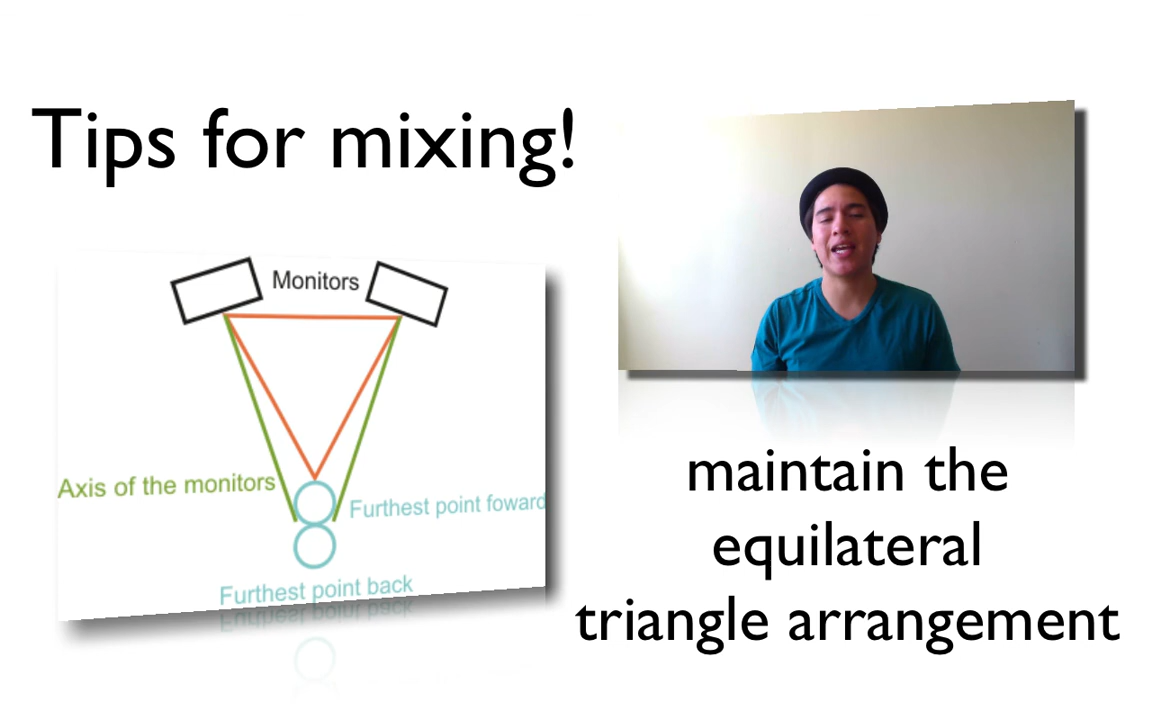 Tips for mixing!
Monitors
Axis of the monitors
Furthest point foward
Furthest point back
maintain the
equilateral
triangle arrangement